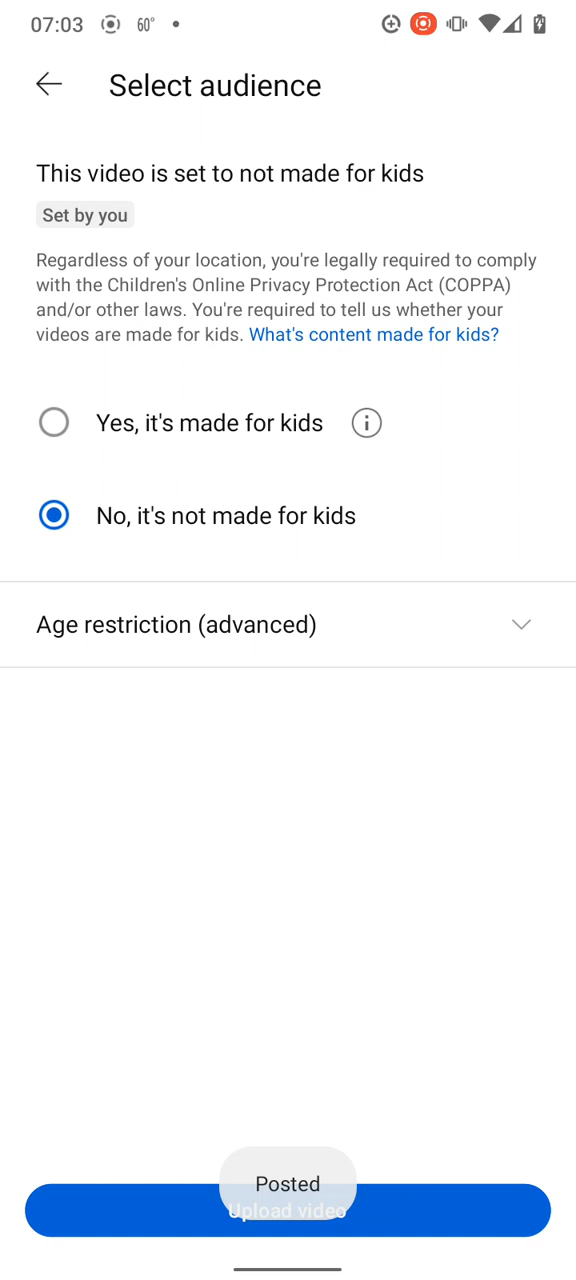 07:03 60°
Select audience
This video is set to not made for kids
Set by you
Regardless of your location, you're legally required to comply
with the Children's Online Privacy Protection Act (COPPA)
and/or other laws. You're required to tell us whether your
videos are made for kids. What's content made for kids?
Yes, it's made for kids
No, it's not made for kids
Age restriction (advanced)
Posted
Upload video